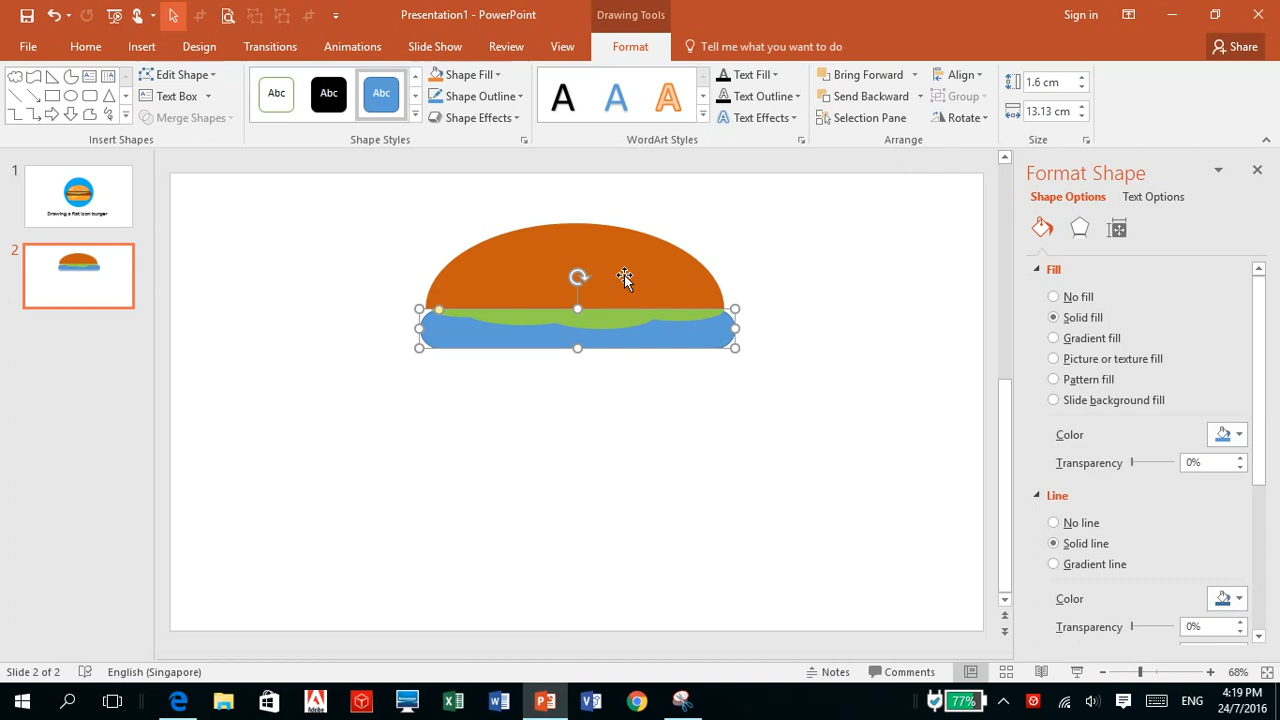 Presentation1 - PowerPoint
Drawing Tools
Sign in
File
Home
Insert
Design
Transitions
Animations
Slide Show
Review
View
Format
Tell me what you want to do
Share
Edit Shape
Text Box
Merge Shapes
Insert Shapes
Abc
Abc
Abc
Shape Fill
Shape Outline
Shape Effects
Shape Styles
A
A
A
Text Fill
Text Outline
Text Effects
WordArt Styles
Bring Forward
Send Backward
Selection Pane
Align
Group
Rotate
Arrange
1.6 cm
13.13 cm
Size
1
Drawing a flat icon burger
2
Format Shape
Shape Options
Text Options
Fill
No fill
Solid fill
Gradient fill
Picture or texture fill
Pattern fill
Slide background fill
Color
Transparency
0%
Line
No line
Solid line
Gradient line
Color
Transparency
0%
Slide 2 of 2
English (Singapore)
Notes
Comments
68%
77%
ENG
4:19 PM
24/7/2016